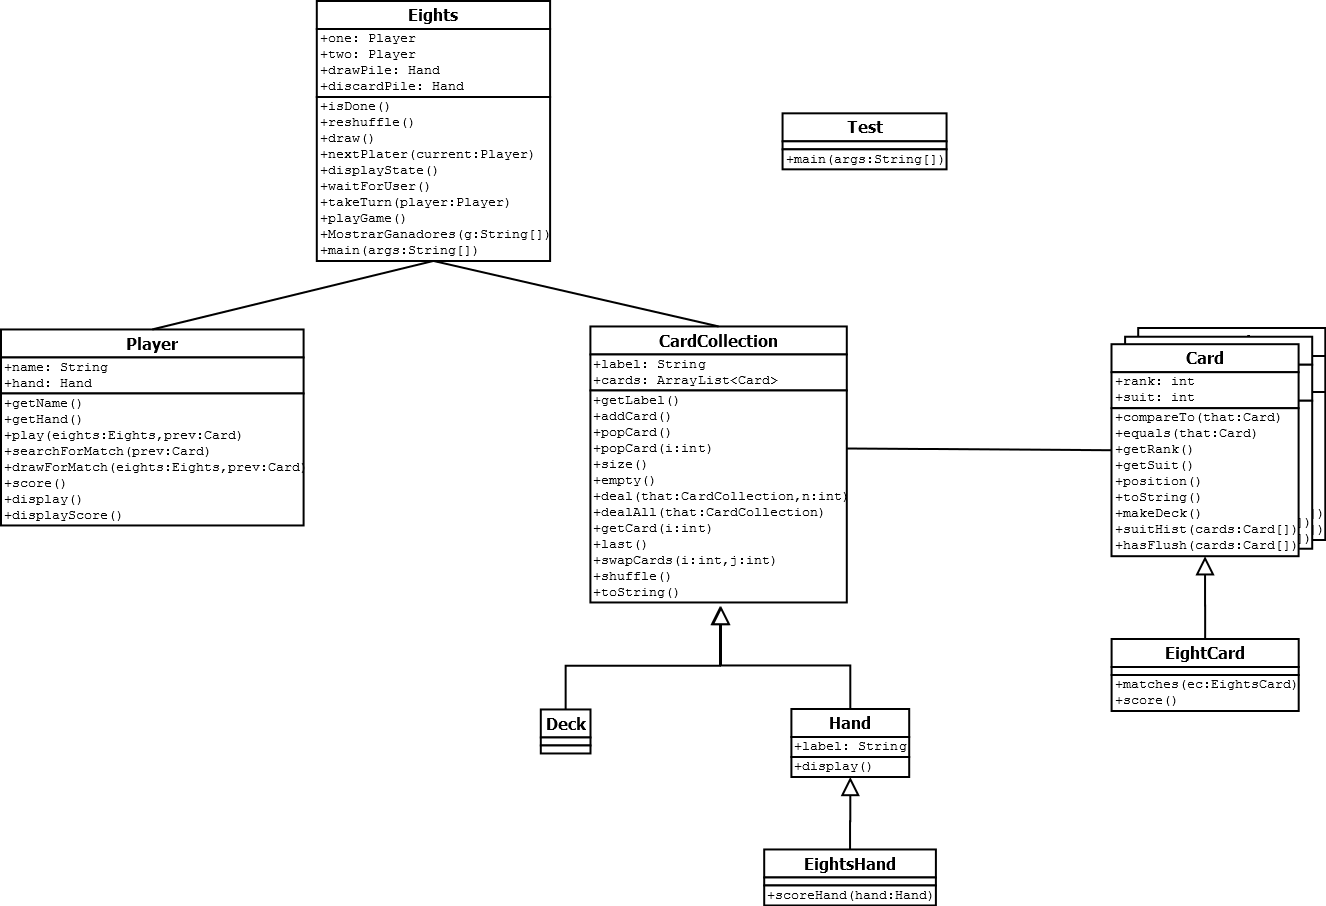 Eights
+one: Player
+two: Player
+drawPile: Hand
+discardPile: Hand
+isDone()
+reshuffle()
+draw()
+nextPlater(current:Player)
+displayState()
+waitForUser()
+takeTurn(player:Player)
+playGame()
+MostrarGanadores(g:String[])
+main(args:String[])
Test
+main(args:String[])
Player
+name: String
+hand: Hand
+getName()
+getHand()
+play(eights:Eights,prev:Card)
+searchForMatch(prev:Card)
+drawForMatch(eights:Eights,prev:Card)
+score()
+display()
+displayScore()
CardCollection
+label: String
+cards: ArrayList<Card>
+getLabel()
+addCard()
+popCard()
+popCard(i:int)
+size()
+empty()
+deal(that:CardCollection,n:int)
+dealAll(that:CardCollection)
+getCard(i:int)
+last()
+swapCards(i:int,j:int)
+shuffle()
+toString()
Card
+rank: int
+suit: int
+compareTo(that:Card)
+equals(that:Card)
+getRank()
+getSuit()
+position()
+toString()
+makeDeck()
+suitHist(cards:Card[])
+hasFlush(cards:Card[])
Deck
Hand
+label: String
+display()
EightCard
+matches(ec:EightsCard)
+score()
EightsHand
+scoreHand(hand:Hand)